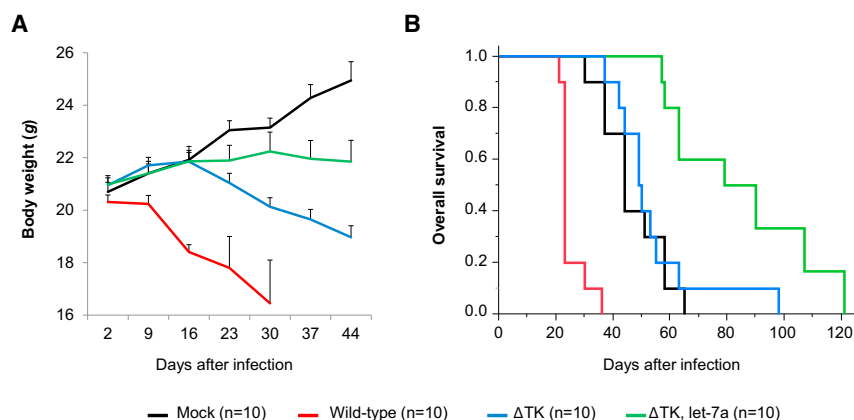 A
B
26
24
22
20
18
16
Body weight (g)
2 9 16 23 30 37 44
Days after infection
1.0
0.8
0.6
0.4
0.2
0.0
Overall survival
0 20 40 60 80 100 120
Days after infection
Mock (n=10) Wild-type (n=10) ΔTK (n=10) ΔTK, let-7a (n=10)